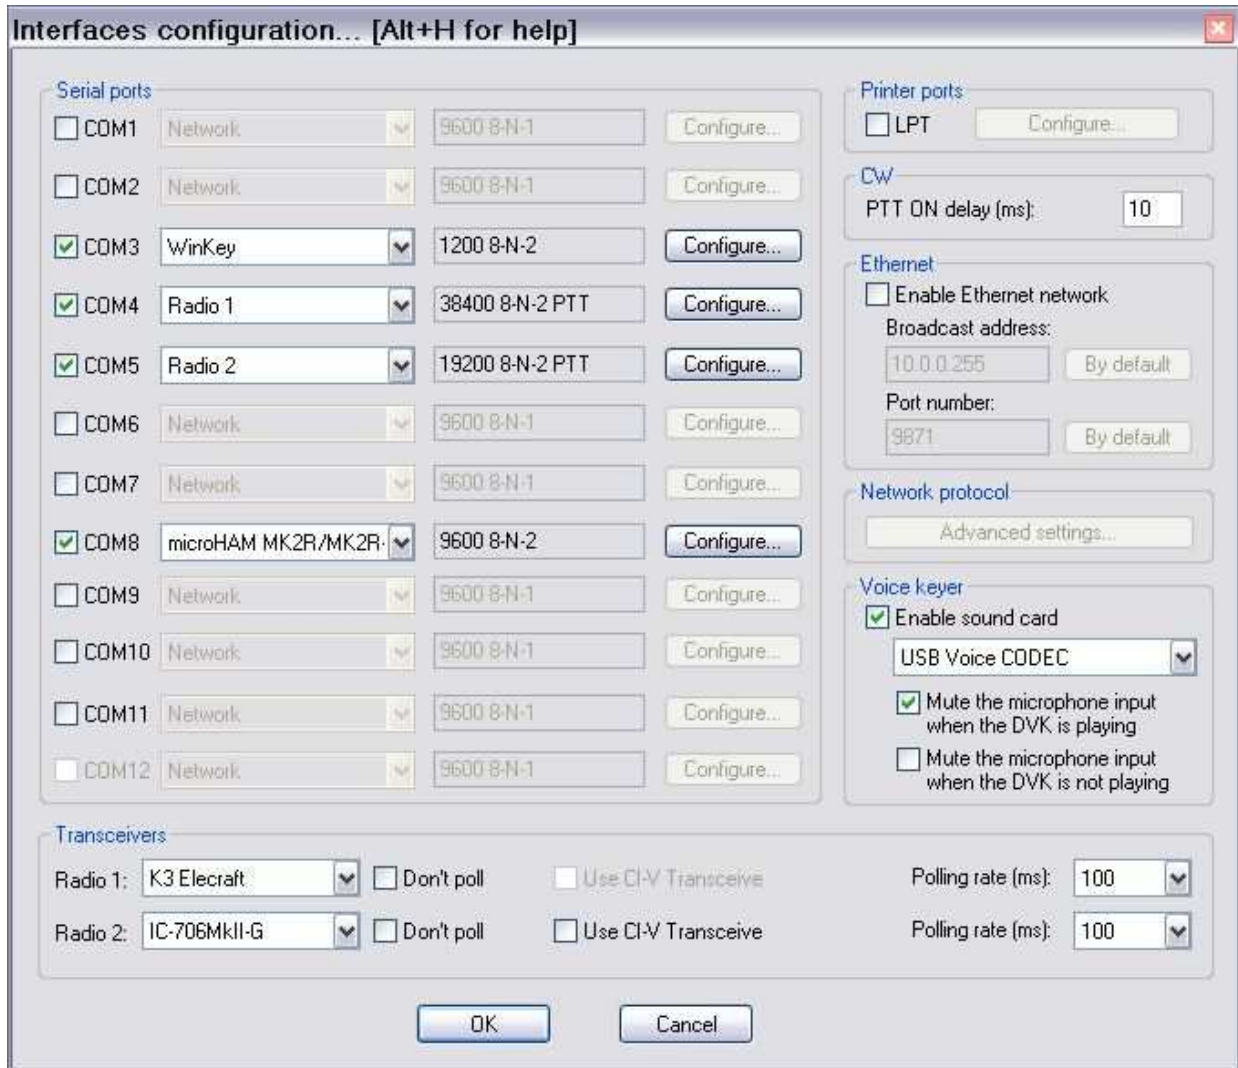 Interfaces configuration... [Alt+H for help]
Serial ports
COM1 Network 9600 8-N-1 Configure...
COM2 Network 9600 8-N-1 Configure...
COM3 WinKey 1200 8-N-2 Configure...
COM4 Radio 1 38400 8-N-2 PTT Configure...
COM5 Radio 2 19200 8-N-2 PTT Configure...
COM6 Network 9600 8-N-1 Configure...
COM7 Network 9600 8-N-1 Configure...
COM8 microHAM MK2R/MK2R- 9600 8-N-2 Configure...
COM9 Network 9600 8-N-1 Configure...
COM10 Network 9600 8-N-1 Configure...
COM11 Network 9600 8-N-1 Configure...
COM12 Network 9600 8-N-1 Configure...
Printer ports
LPT Configure...
CW
PTT ON delay (ms): 10
Ethernet
Enable Ethernet network
Broadcast address:
10.0.0.255 By default
Port number:
9871 By default
Network protocol
Advanced settings...
Voice keyer
Enable sound card
USB Voice CODEC
Mute the microphone input
when the DVK is playing
Mute the microphone input
when the DVK is not playing
Transceivers
Radio 1: K3 Elecraft Don't poll Use CI-V Transceive Polling rate (ms): 100
Radio 2: IC-706MkII-G Don't poll Use CI-V Transceive Polling rate (ms): 100
OK Cancel